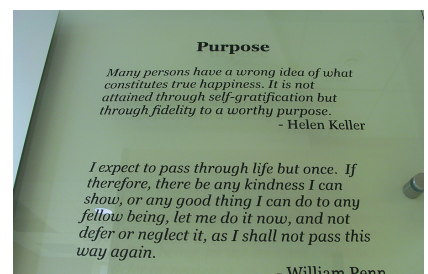 Purpose
Many persons have a wrong idea of what
constitutes true happiness. It is not
attained through self-gratification but
through fidelity to a worthy purpose.
- Helen Keller
I expect to pass through life but once. If
therefore, there be any kindness I can
show, or any good thing I can do to any
fellow being, let me do it now, and not
defer or neglect it, as I shall not pass this
way again.
- William Penn